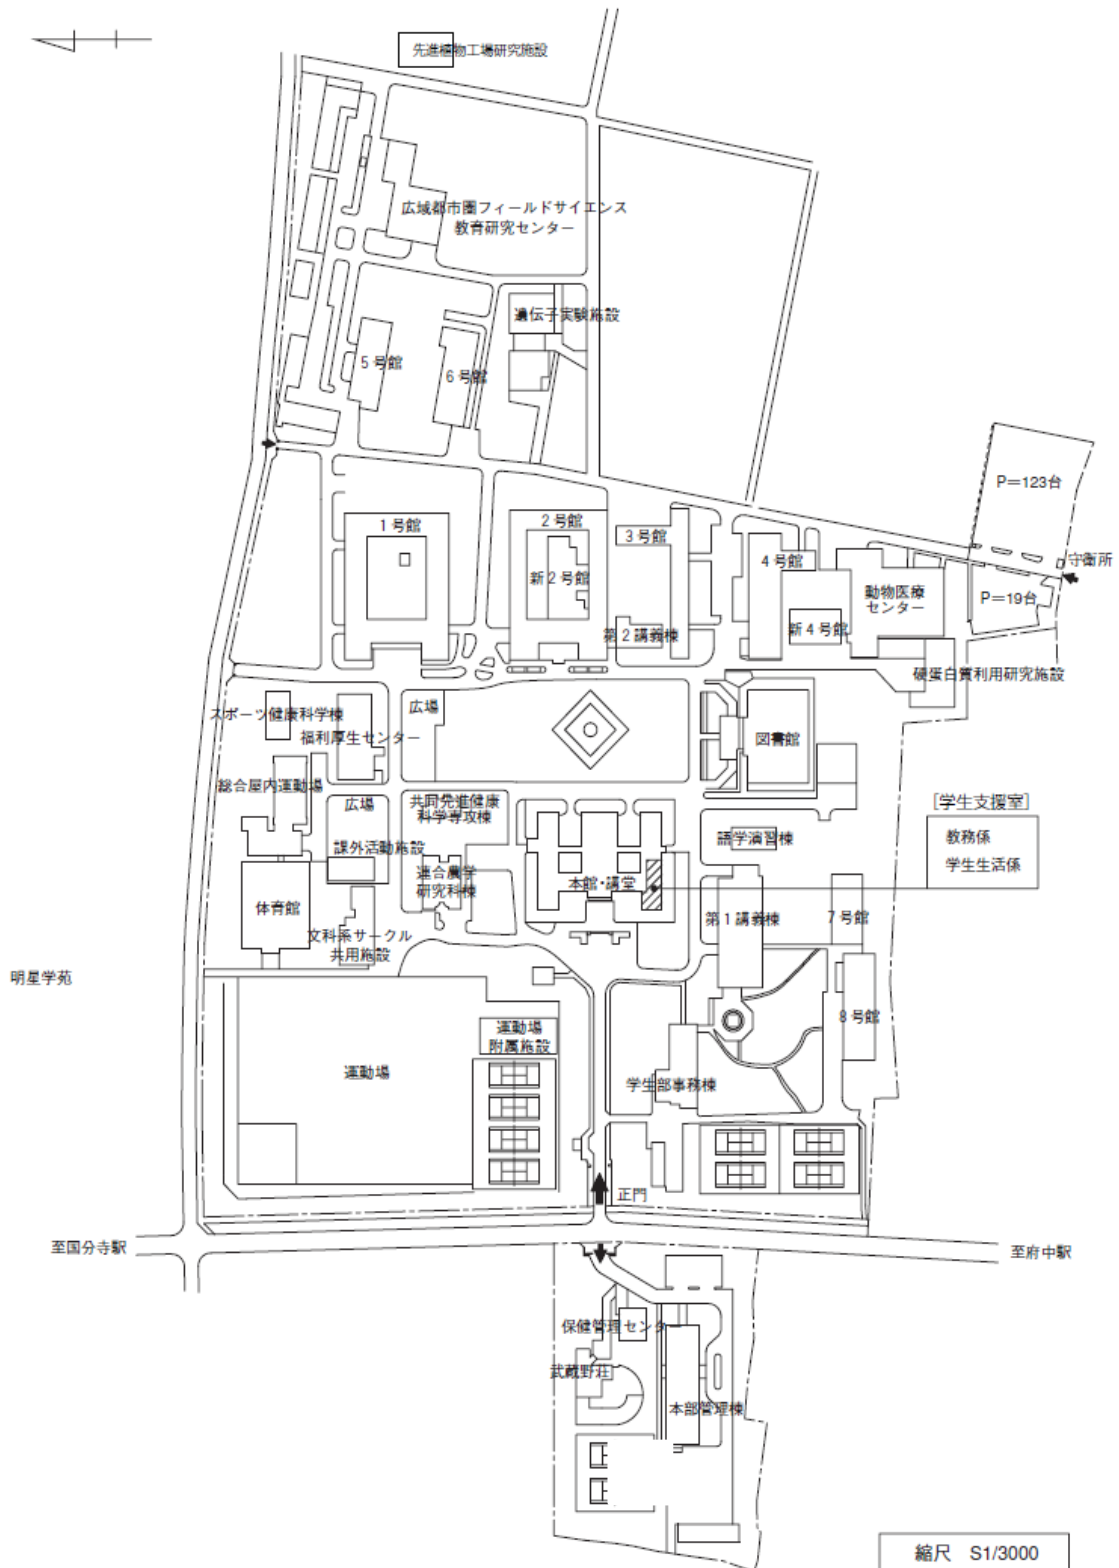 先進植物工場研究施設
広域都市圏フィールドサイエンス
教育研究センター
遺伝子実験施設
5号館
6号館
P＝123台
1号館
2号館
3号館
4号館
守衛所
新2号館
動物医療
センター
P＝19台
第2講義棟
新4号館
硬蛋白質利用研究施設
スポーツ健康科学棟
広場
福利厚生センター
図書館
総合屋内運動場
広場
共同先進健康
科学専攻棟
[学生支援室]
教務係
学生生活係
課外活動施設
語学演習棟
連合農学
研究科棟
本館・講堂
体育館
第1講義棟
7号館
文科系サークル
共用施設
明星学苑
8号館
運動場
附属施設
運動場
学生部事務棟
正門
至国分寺駅
至府中駅
保健管理センター
武蔵野荘
本部管理棟
縮尺　S1/3000